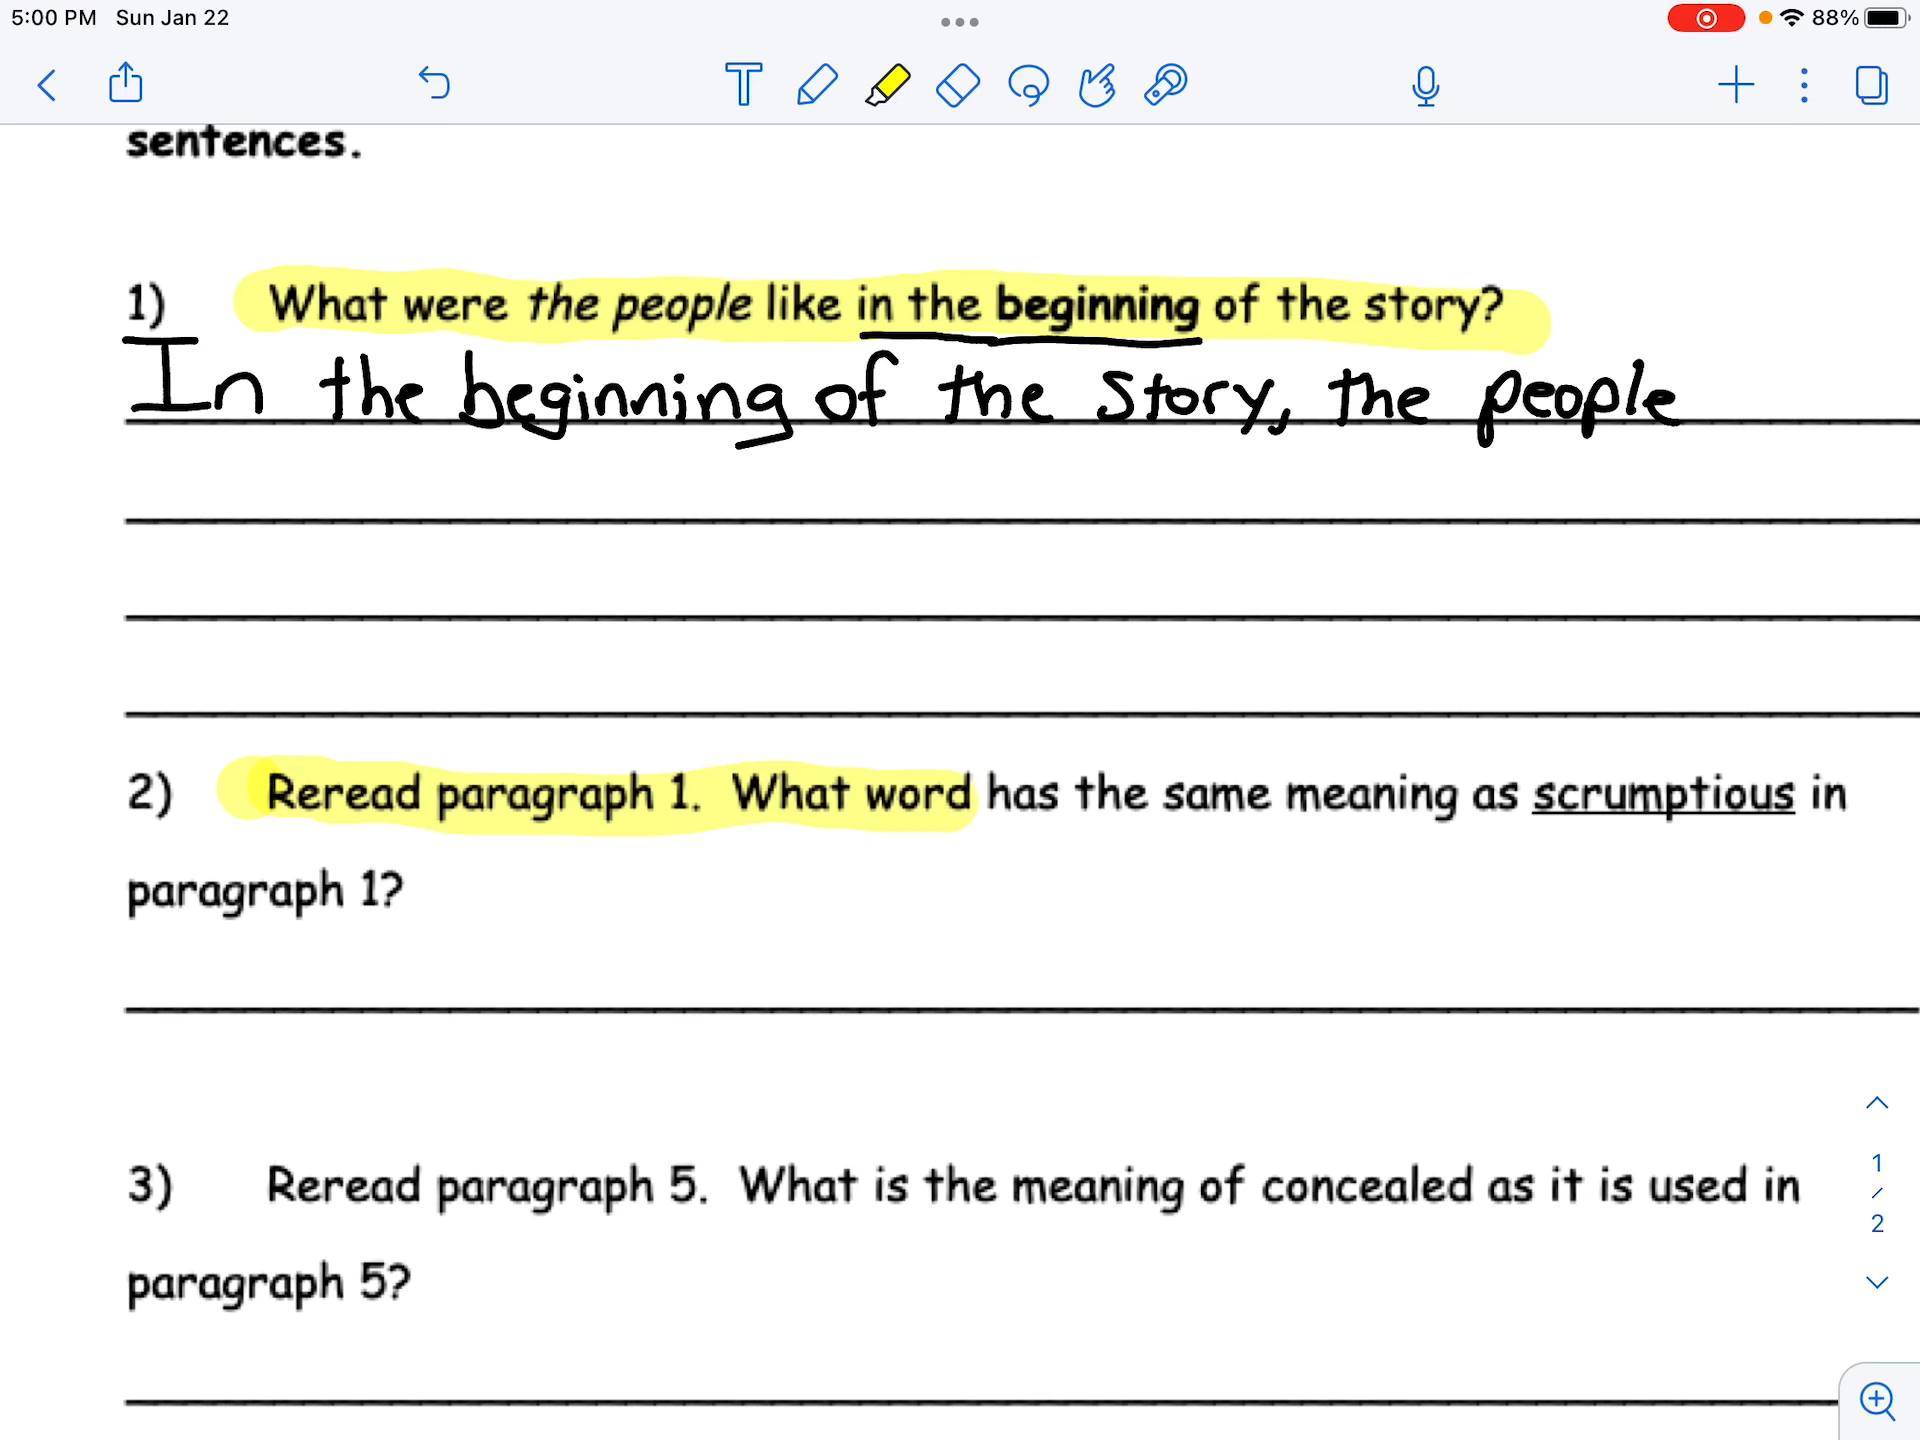 5:00 PM Sun Jan 22
88%
T
sentences.
1) What were the people like in the beginning of the story?
In the beginning of the story, the people
2) Reread paragraph 1. What word has the same meaning as scrumptious in
paragraph 1?
3) Reread paragraph 5. What is the meaning of concealed as it is used in
paragraph 5?
1
/
2